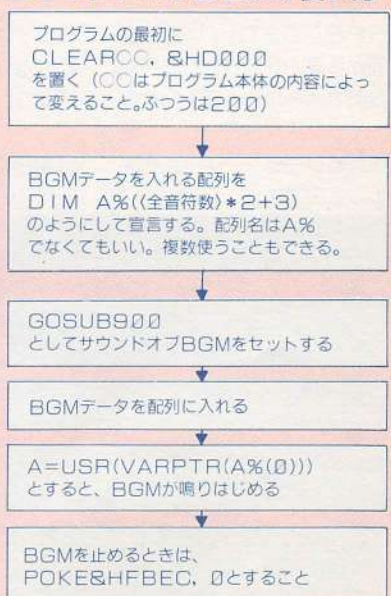 プログラムの最初に
CLEAR○○, &HD000
を置く（○○はプログラム本体の内容によっ
て変えること。ふつうは200）
BGMデータを入れる配列を
DIM A%(〈全音符数〉*2+3)
のようにして宣言する。配列名はA%
でなくてもいい。複数使うこともできる。
GOSUB900
としてサウンドオブBGMをセットする
BGMデータを配列に入れる
A=USR(VARPTR(A%(0)))
とすると、BGMが鳴りはじめる
BGMを止めるときは、
POKE&HFBEC, 0とすること